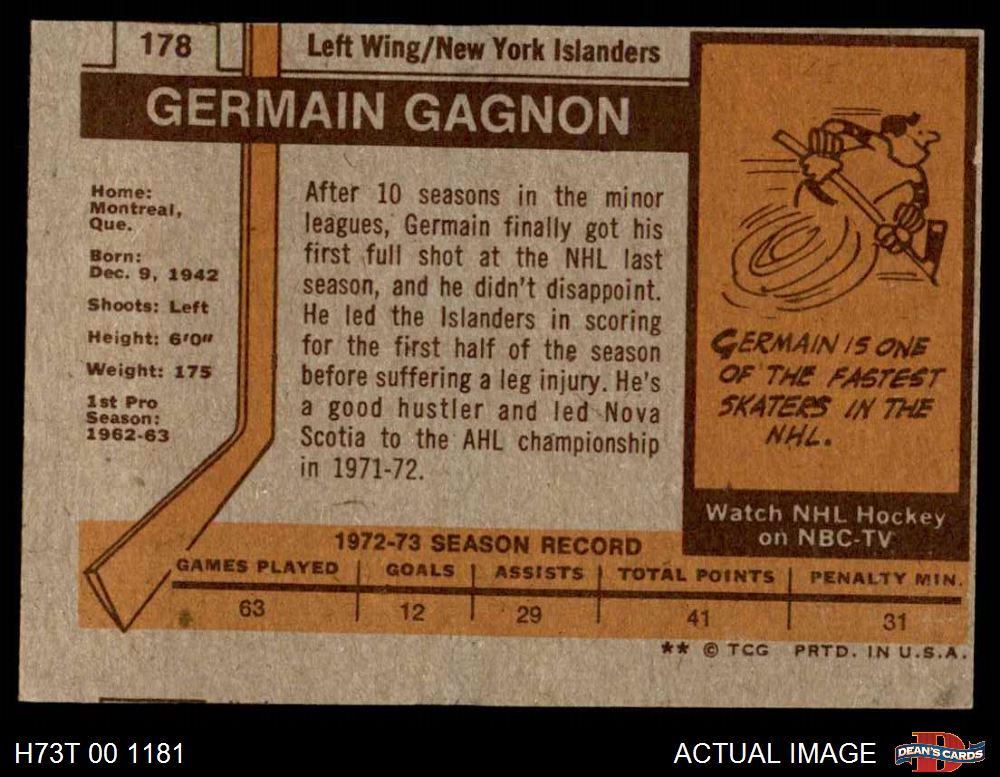 178
Left Wing/New York Islanders
GERMAIN GAGNON
Home:
Montreal,
Que.
Born:
Dec. 9, 1942
Shoots: Left
Height: 6'0"
Weight: 175
1st Pro
Season:
1962-63
After 10 seasons in the minor
leagues, Germain finally got his
first full shot at the NHL last
season, and he didn't disappoint.
He led the Islanders in scoring
for the first half of the season
before suffering a leg injury. He's
a good hustler and led Nova
Scotia to the AHL championship
in 1971-72.
GERMAIN IS ONE
OF THE FASTEST
SKATERS IN THE
NHL.
Watch NHL Hockey
on NBC-TV
1972-73 SEASON RECORD
GAMES PLAYED GOALS ASSISTS TOTAL POINTS PENALTY MIN.
63 12 29 41 31
** © TCG PRTD. IN U.S.A.
H73T 00 1181
ACTUAL IMAGE
DEAN'S CARDS